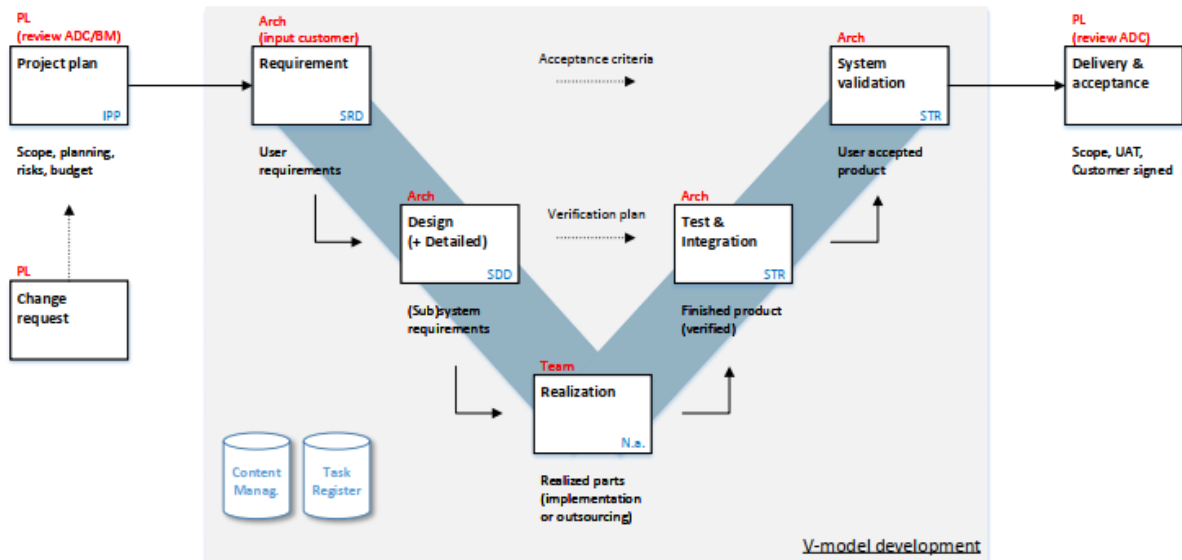 PL
(review ADC/BM)
Project plan
IPP
Scope, planning,
risks, budget
PL
Change
request
Arch
(input customer)
Requirement
SRD
User
requirements
Arch
Design
(+ Detailed)
SDD
(Sub)system
requirements
Team
Realization
N.a.
Realized parts
(implementation
or outsourcing)
Acceptance criteria
Verification plan
Arch
Test &
Integration
STR
Finished product
(verified)
Arch
System
validation
STR
User accepted
product
PL
(review ADC)
Delivery &
acceptance
Scope, UAT,
Customer signed
Content
Manag.
Task
Register
V-model development